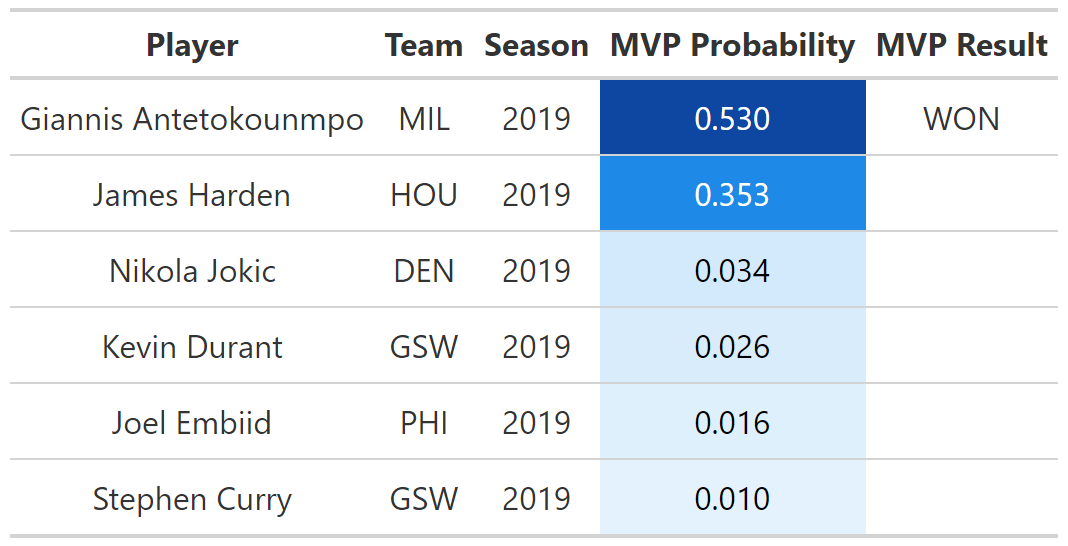 Player Team Season MVP Probability MVP Result
Giannis Antetokounmpo MIL 2019 0.530 WON
James Harden HOU 2019 0.353
Nikola Jokic DEN 2019 0.034
Kevin Durant GSW 2019 0.026
Joel Embiid PHI 2019 0.016
Stephen Curry GSW 2019 0.010